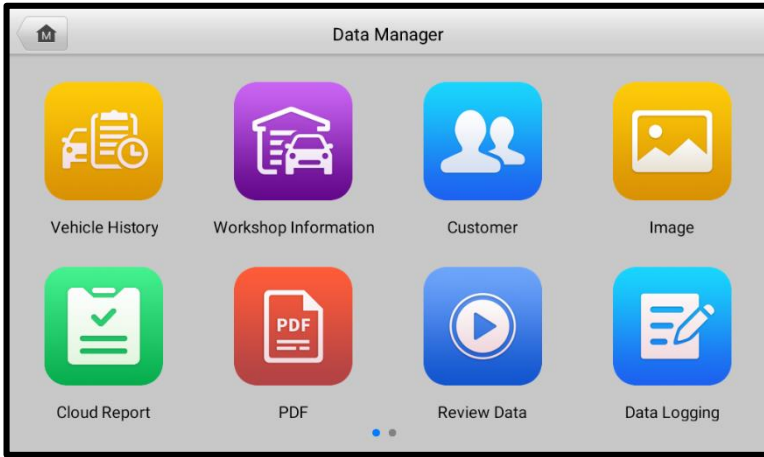 M
Data Manager
Vehicle History
Workshop Information
Customer
Image
PDF
Cloud Report
PDF
Review Data
Data Logging